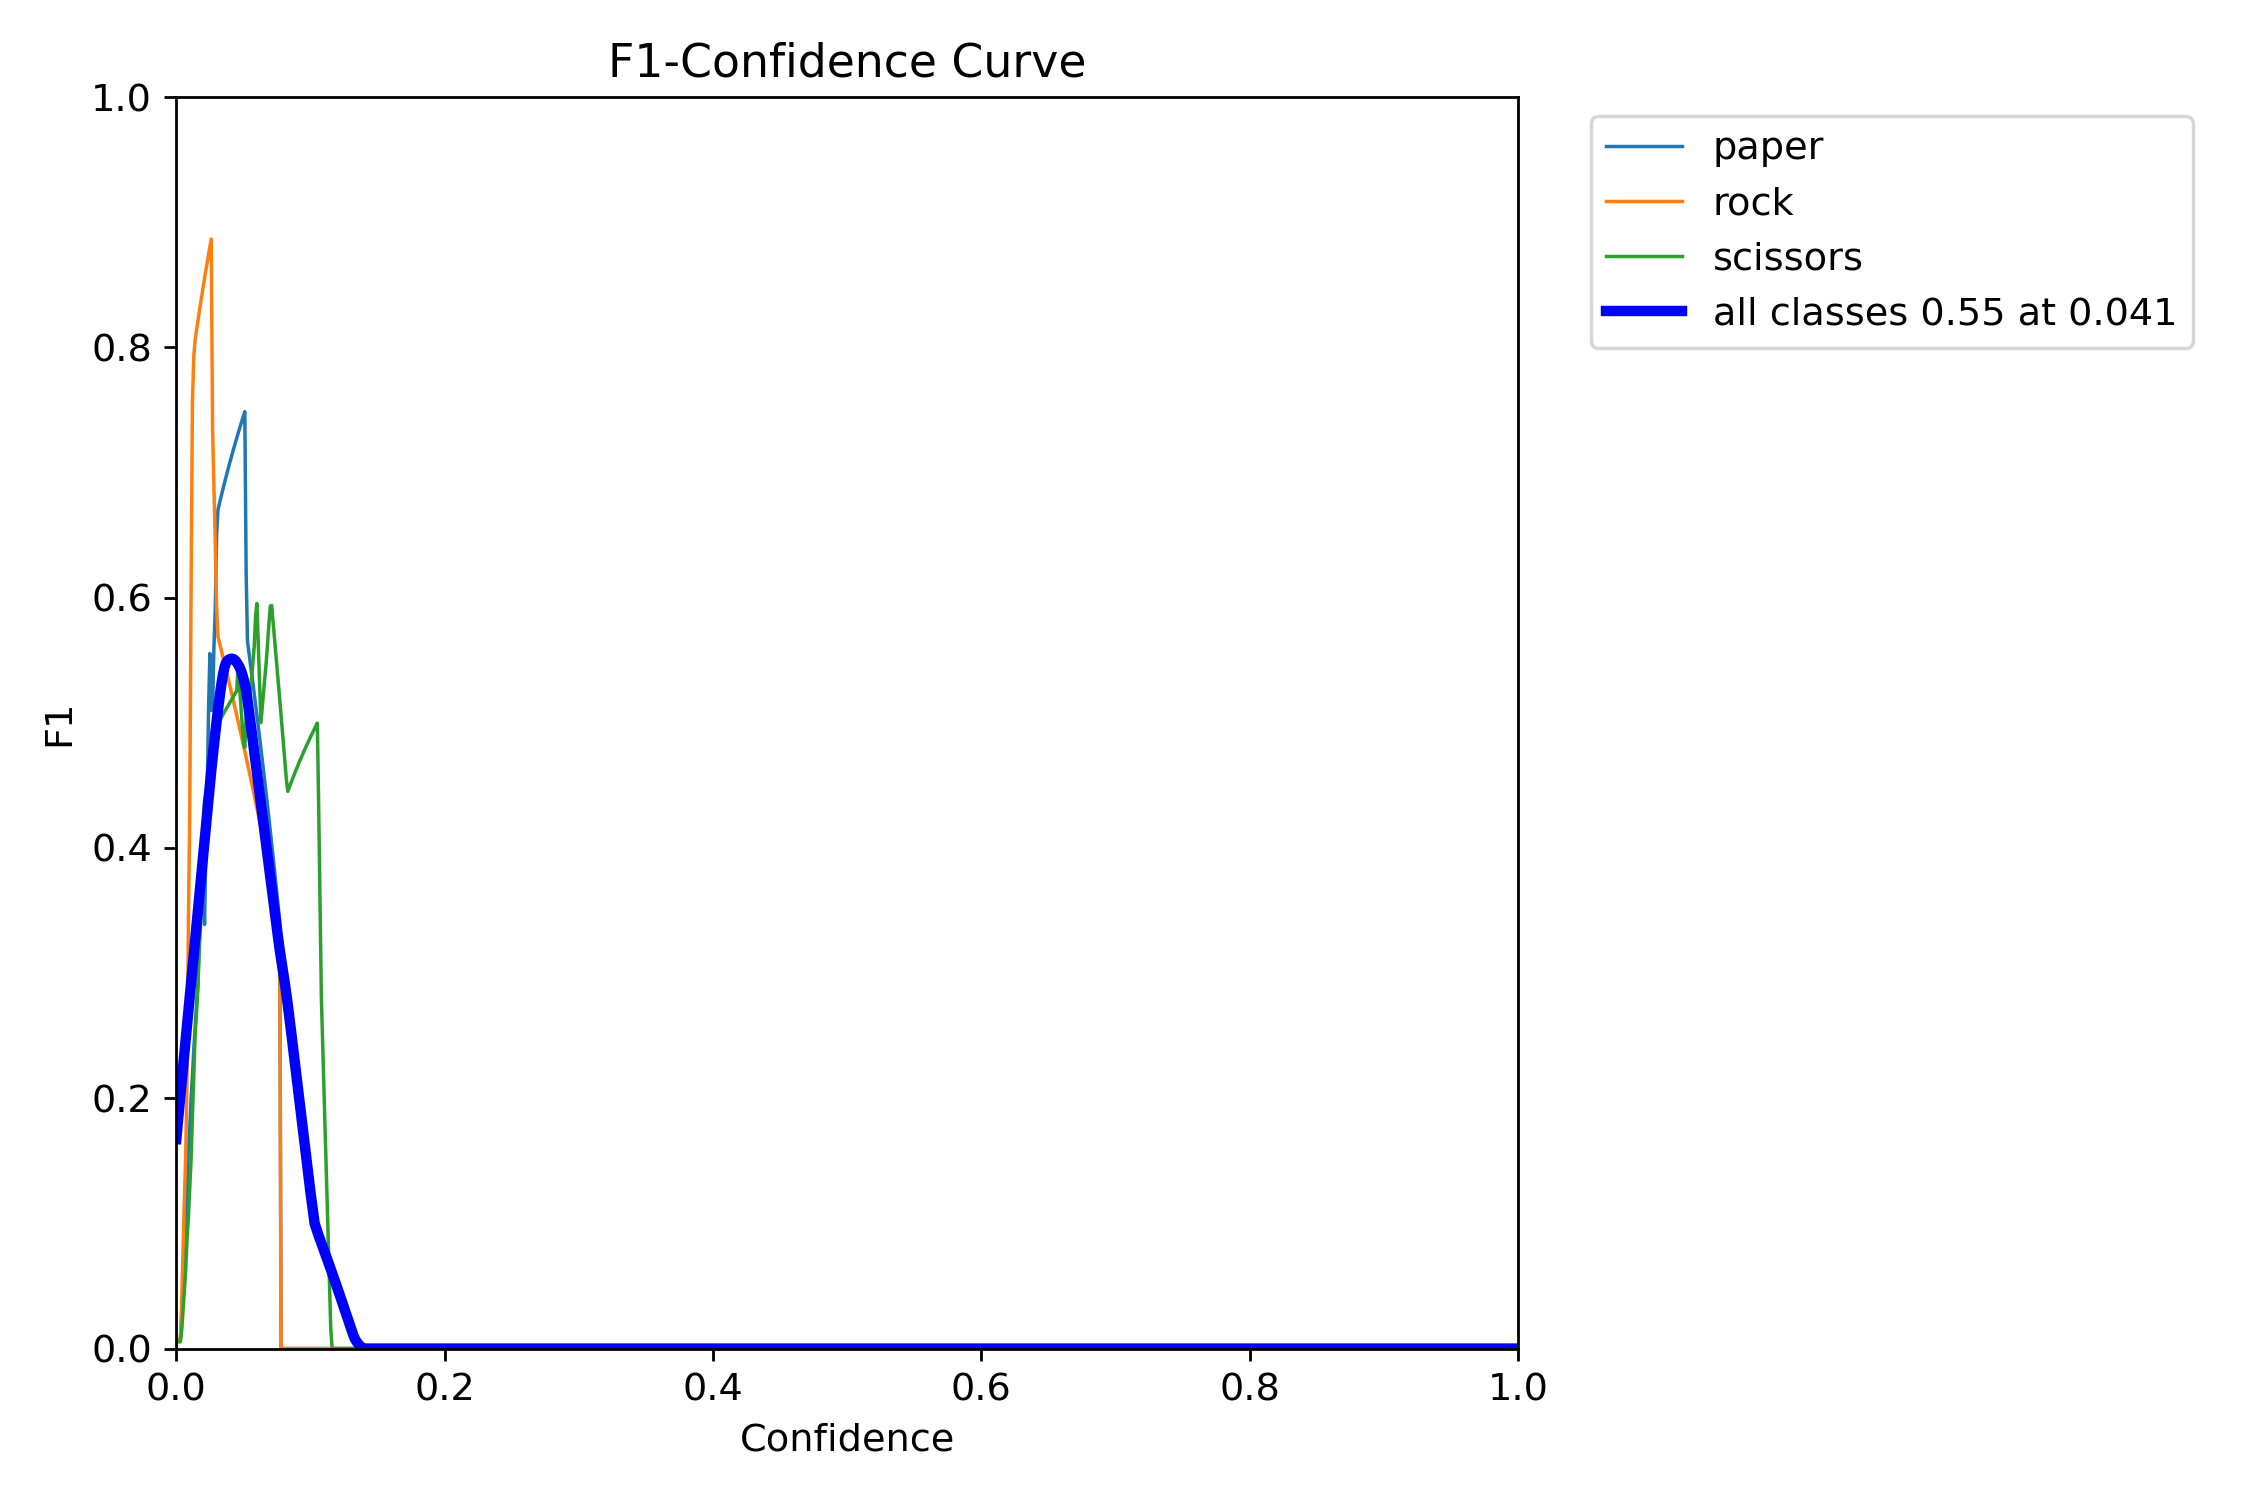 F1-Confidence Curve
1.0
0.8
0.6
0.4
0.2
0.0
F1
0.0 0.2 0.4 0.6 0.8 1.0
Confidence
paper
rock
scissors
all classes 0.55 at 0.041